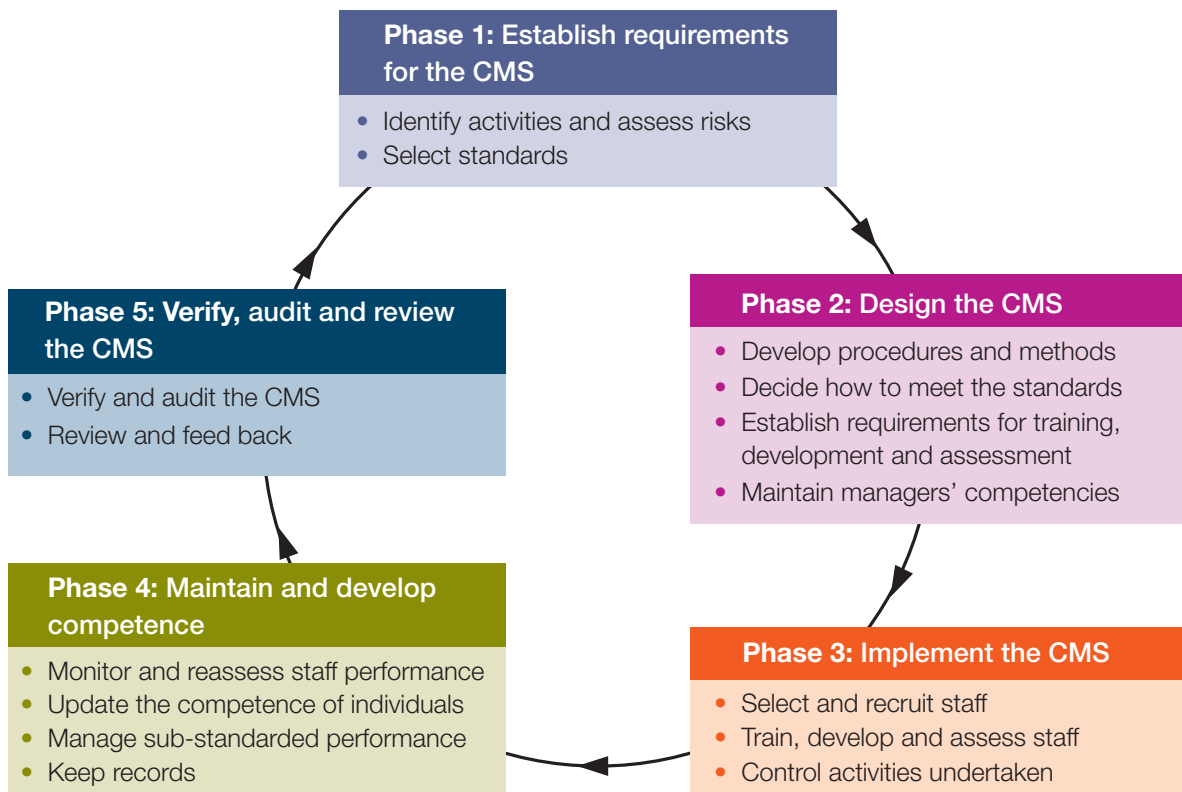 Phase 1: Establish requirements
for the CMS
• Identify activities and assess risks
• Select standards
Phase 2: Design the CMS
• Develop procedures and methods
• Decide how to meet the standards
• Establish requirements for training,
development and assessment
• Maintain managers’ competencies
Phase 3: Implement the CMS
• Select and recruit staff
• Train, develop and assess staff
• Control activities undertaken
Phase 4: Maintain and develop
competence
• Monitor and reassess staff performance
• Update the competence of individuals
• Manage sub-standarded performance
• Keep records
Phase 5: Verify, audit and review
the CMS
• Verify and audit the CMS
• Review and feed back